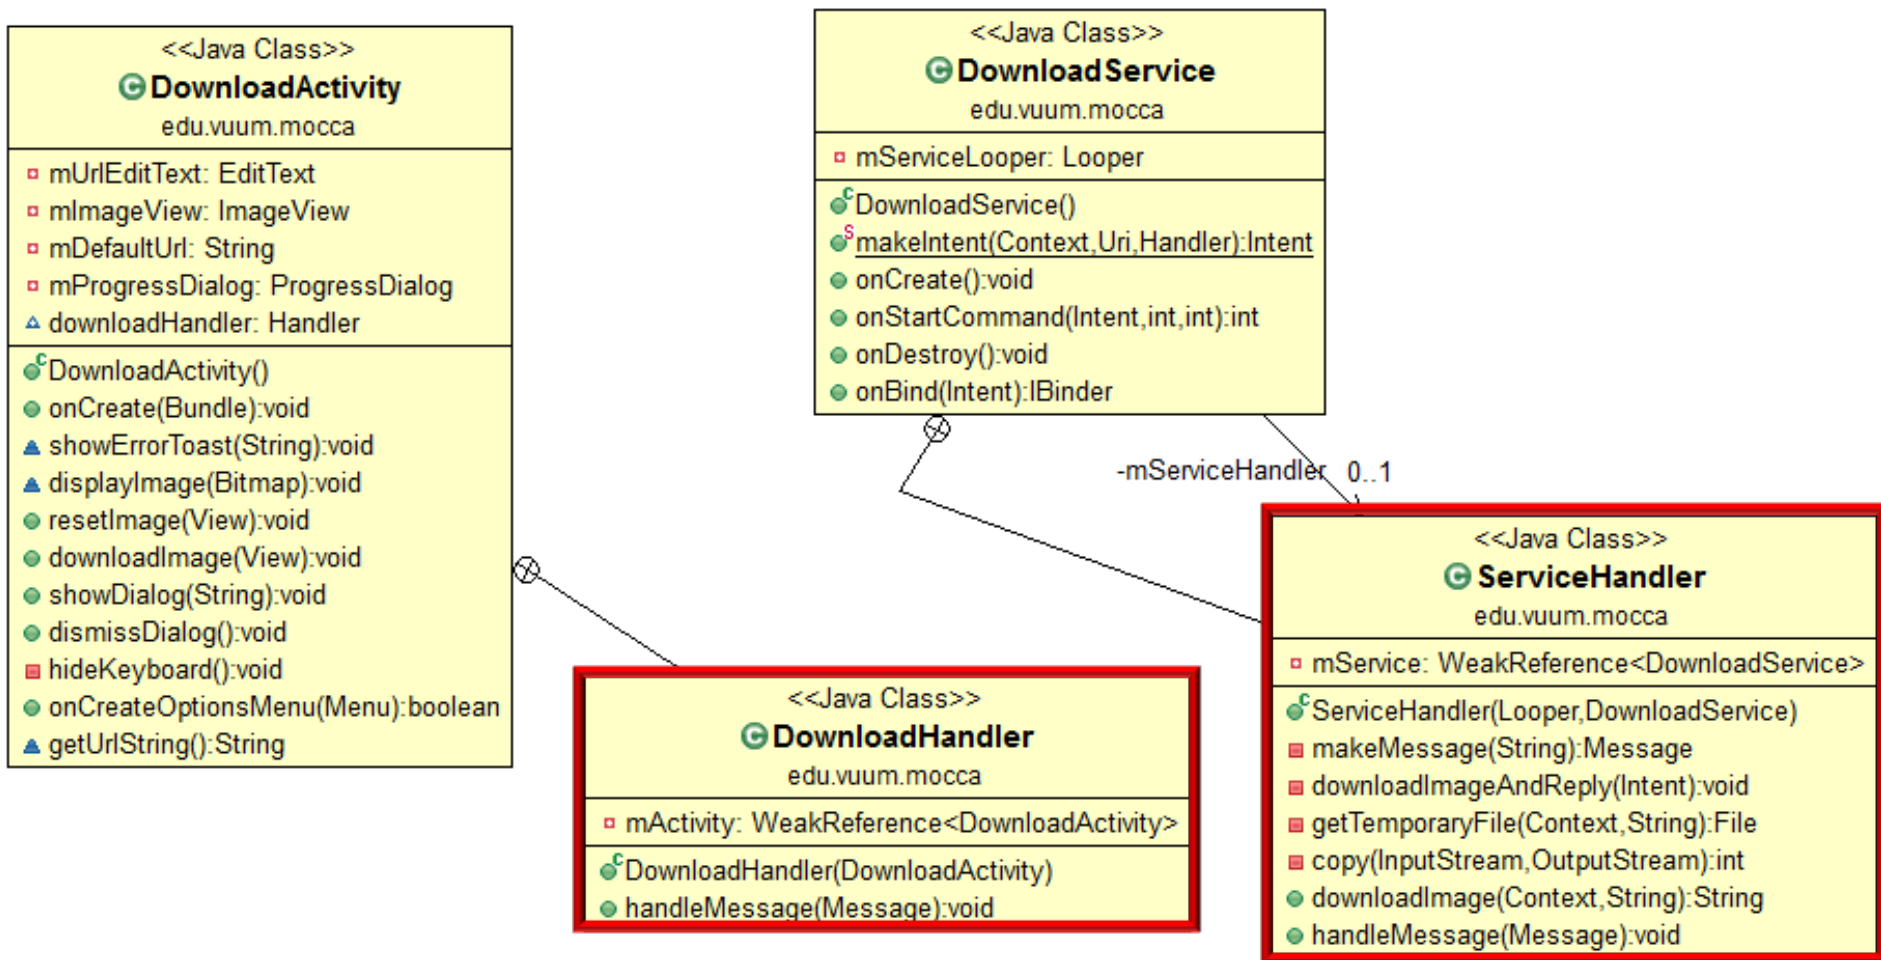 <<Java Class>>
DownloadActivity
edu.vuum.mocca
mUrlEditText: EditText
mImageView: ImageView
mDefaultUrl: String
mProgressDialog: ProgressDialog
downloadHandler: Handler
DownloadActivity()
onCreate(Bundle):void
showErrorToast(String):void
displayImage(Bitmap):void
resetImage(View):void
downloadImage(View):void
showDialog(String):void
dismissDialog():void
hideKeyboard():void
onCreateOptionsMenu(Menu):boolean
getUrlString():String
<<Java Class>>
DownloadService
edu.vuum.mocca
mServiceLooper: Looper
DownloadService()
makeIntent(Context,Uri,Handler):Intent
onCreate():void
onStartCommand(Intent,int,int):int
onDestroy():void
onBind(Intent):IBinder
-mServiceHandler 0..1
<<Java Class>>
DownloadHandler
edu.vuum.mocca
mActivity: WeakReference<DownloadActivity>
DownloadHandler(DownloadActivity)
handleMessage(Message):void
<<Java Class>>
ServiceHandler
edu.vuum.mocca
mService: WeakReference<DownloadService>
ServiceHandler(Looper,DownloadService)
makeMessage(String):Message
downloadImageAndReply(Intent):void
getTemporaryFile(Context,String):File
copy(InputStream,OutputStream):int
downloadImage(Context,String):String
handleMessage(Message):void